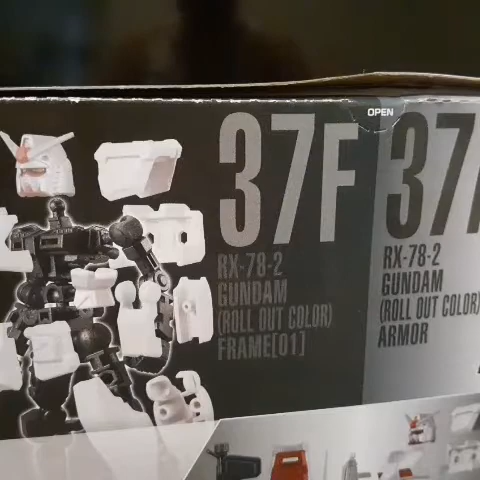 OPEN
37F
RX-78-2
GUNDAM
(ROLL OUT COLOR)
FRAME[01]
37
RX-78-2
GUNDAM
(ROLL OUT COLOR)
ARMOR